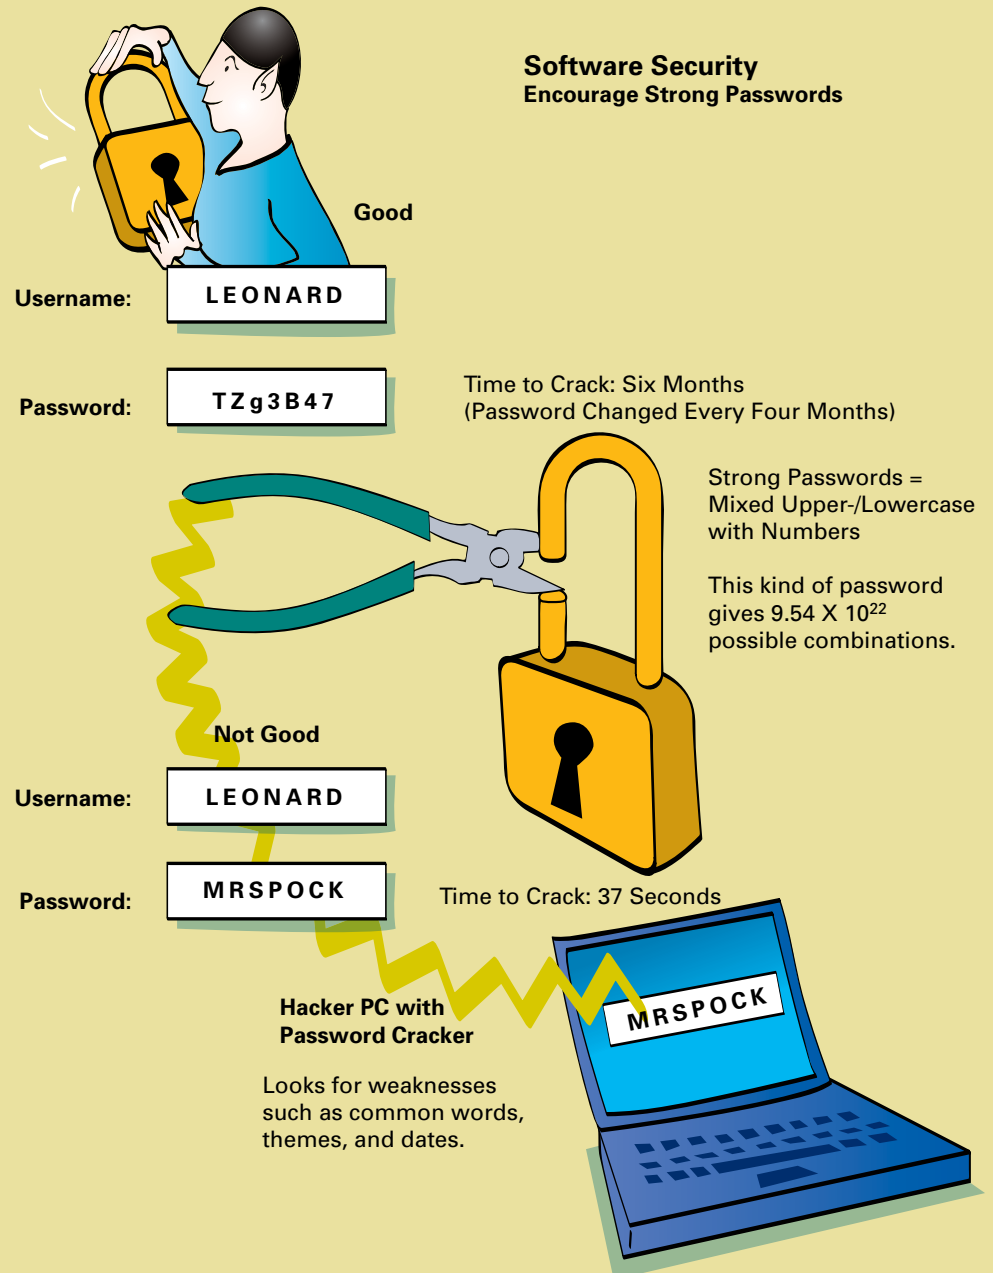 Software Security
Encourage Strong Passwords
Good
Username:
LEONARD
Password:
TZg3B47
Time to Crack: Six Months
(Password Changed Every Four Months)
Strong Passwords =
Mixed Upper-/Lowercase
with Numbers
This kind of password
gives 9.54 X 10²²
possible combinations.
Not Good
Username:
LEONARD
Password:
MRSPOCK
Time to Crack: 37 Seconds
MRSPOCK
Hacker PC with
Password Cracker
Looks for weaknesses
such as common words,
themes, and dates.